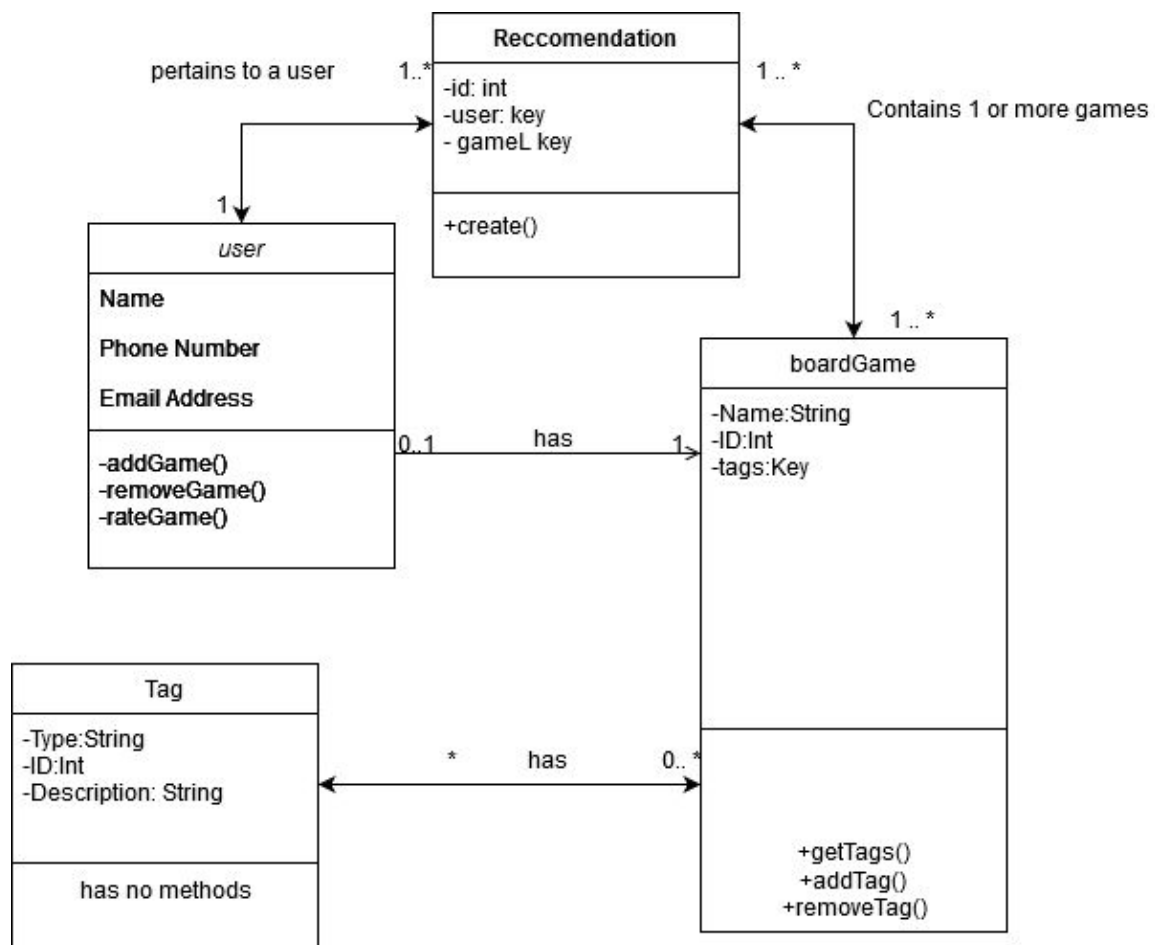 Reccomendation
pertains to a user
1..*
1 .. *
-id: int
-user: key
- gameL key
Contains 1 or more games
+create()
1
user
Name
Phone Number
Email Address
-addGame()
-removeGame()
-rateGame()
0..1
has
1
1 .. *
boardGame
-Name:String
-ID:Int
-tags:Key
Tag
-Type:String
-ID:Int
-Description: String
has no methods
*
has
0.. *
+getTags()
+addTag()
+removeTag()